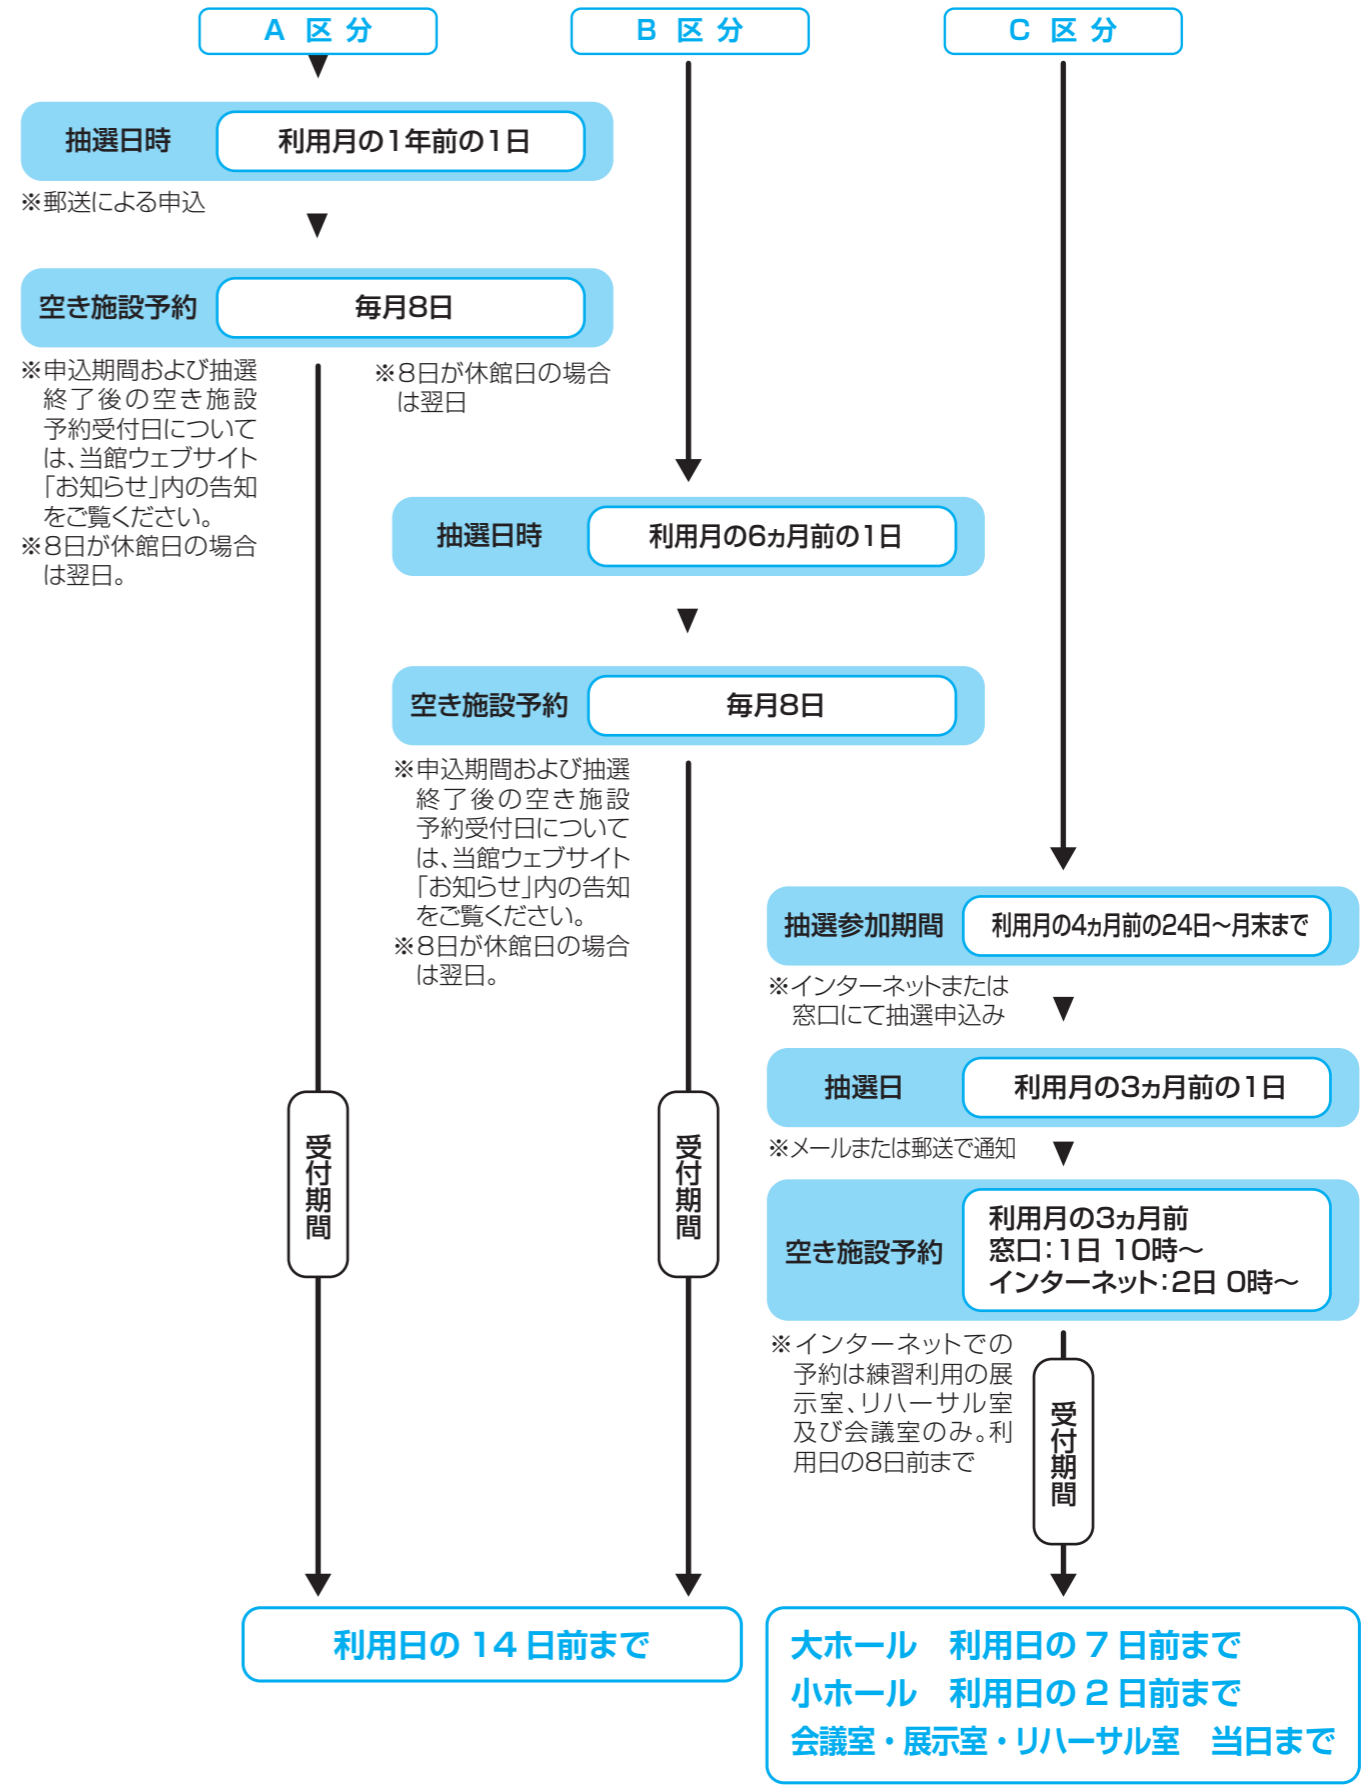 A 区 分
B 区 分
C 区 分
抽選日時
利用月の1年前の1日
※郵送による申込
空き施設予約
毎月8日
※申込期間および抽選
終了後の空き施設
予約受付日について
は、当館ウェブサイト
「お知らせ」内の告知
をご覧ください。
※8日が休館日の場合
は翌日。
※8日が休館日の場合
は翌日
抽選日時
利用月の6ヵ月前の1日
空き施設予約
毎月8日
※申込期間および抽選
終了後の空き施設
予約受付日について
は、当館ウェブサイト
「お知らせ」内の告知
をご覧ください。
※8日が休館日の場合
は翌日。
抽選参加期間
利用月の4ヵ月前の24日〜月末まで
※インターネットまたは
窓口にて抽選申込み
抽選日
利用月の3ヵ月前の1日
※メールまたは郵送で通知
空き施設予約
利用月の3ヵ月前
窓口:1日 10時〜
インターネット:2日 0時〜
※インターネットでの
予約は練習利用の展
示室、リハーサル室
及び会議室のみ。利
用日の8日前まで
受付期間
受付期間
受付期間
利用日の 14 日前まで
大ホール 利用日の 7 日前まで
小ホール 利用日の 2 日前まで
会議室・展示室・リハーサル室 当日まで